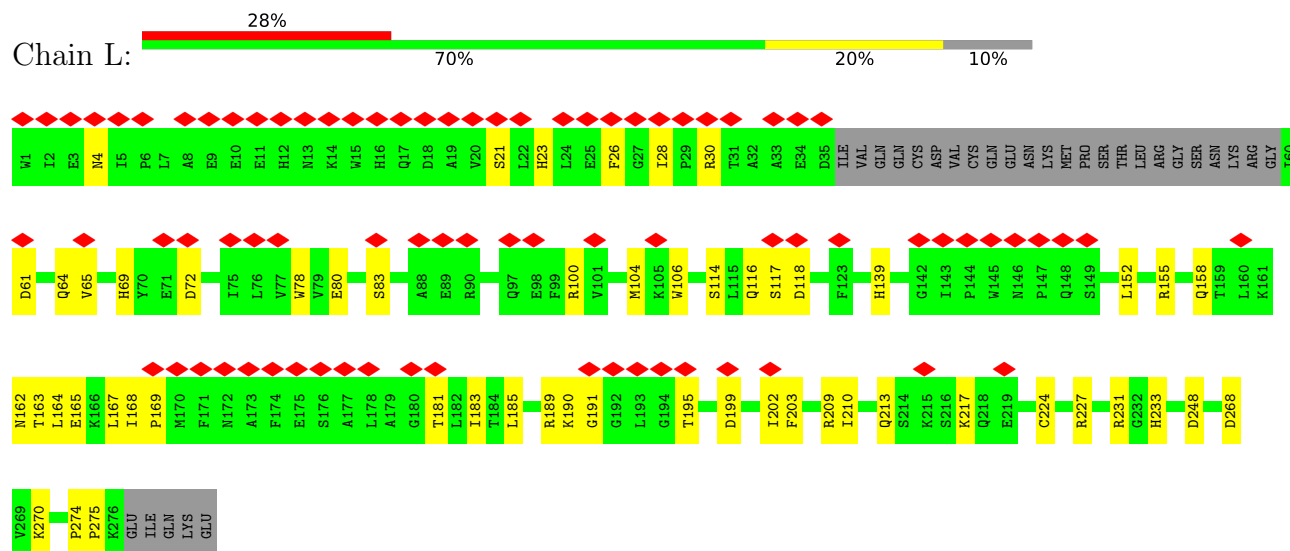 28%
Chain L:
70% 20% 10%
W1 I2 E3 N4 I5 P6 L7 A8 E9 E10 E11 H12 N13 K14 W15 H16 Q17 D18 A19 V20 S21 L22 H23 L24 E25 F26 G27 I28 P29 R30 T31 A32 A33 E34 D35 ILE VAL GLN GLN CYS ASP VAL CYS GLN GLU ASN LYS MET PRO SER THR LEU ARG GLY SER ASN LYS ARG GLY I60
D61 Q64 V65 H69 Y70 E71 D72 I75 L76 V77 W78 V79 E80 S83 A88 E89 R90 Q97 E98 F99 R100 V101 M104 K105 W106 S114 L115 Q116 S117 D118 F123 H139 G142 I143 P144 W145 N146 P147 Q148 S149 L152 R155 Q158 T159 L160 K161
N162 T163 L164 E165 K166 L167 I168 P169 M170 F171 N172 A173 F174 E175 S176 A177 L178 A179 G180 T181 L182 I183 T184 L185 R189 K190 G191 G192 L193 G194 T195 D199 I202 F203 R209 I210 Q213 S214 K215 S216 K217 Q218 E219 C224 R227 R231 G232 H233 D248 D268
V269 K270 P274 P275 K276 GLU ILE GLN LYS GLU